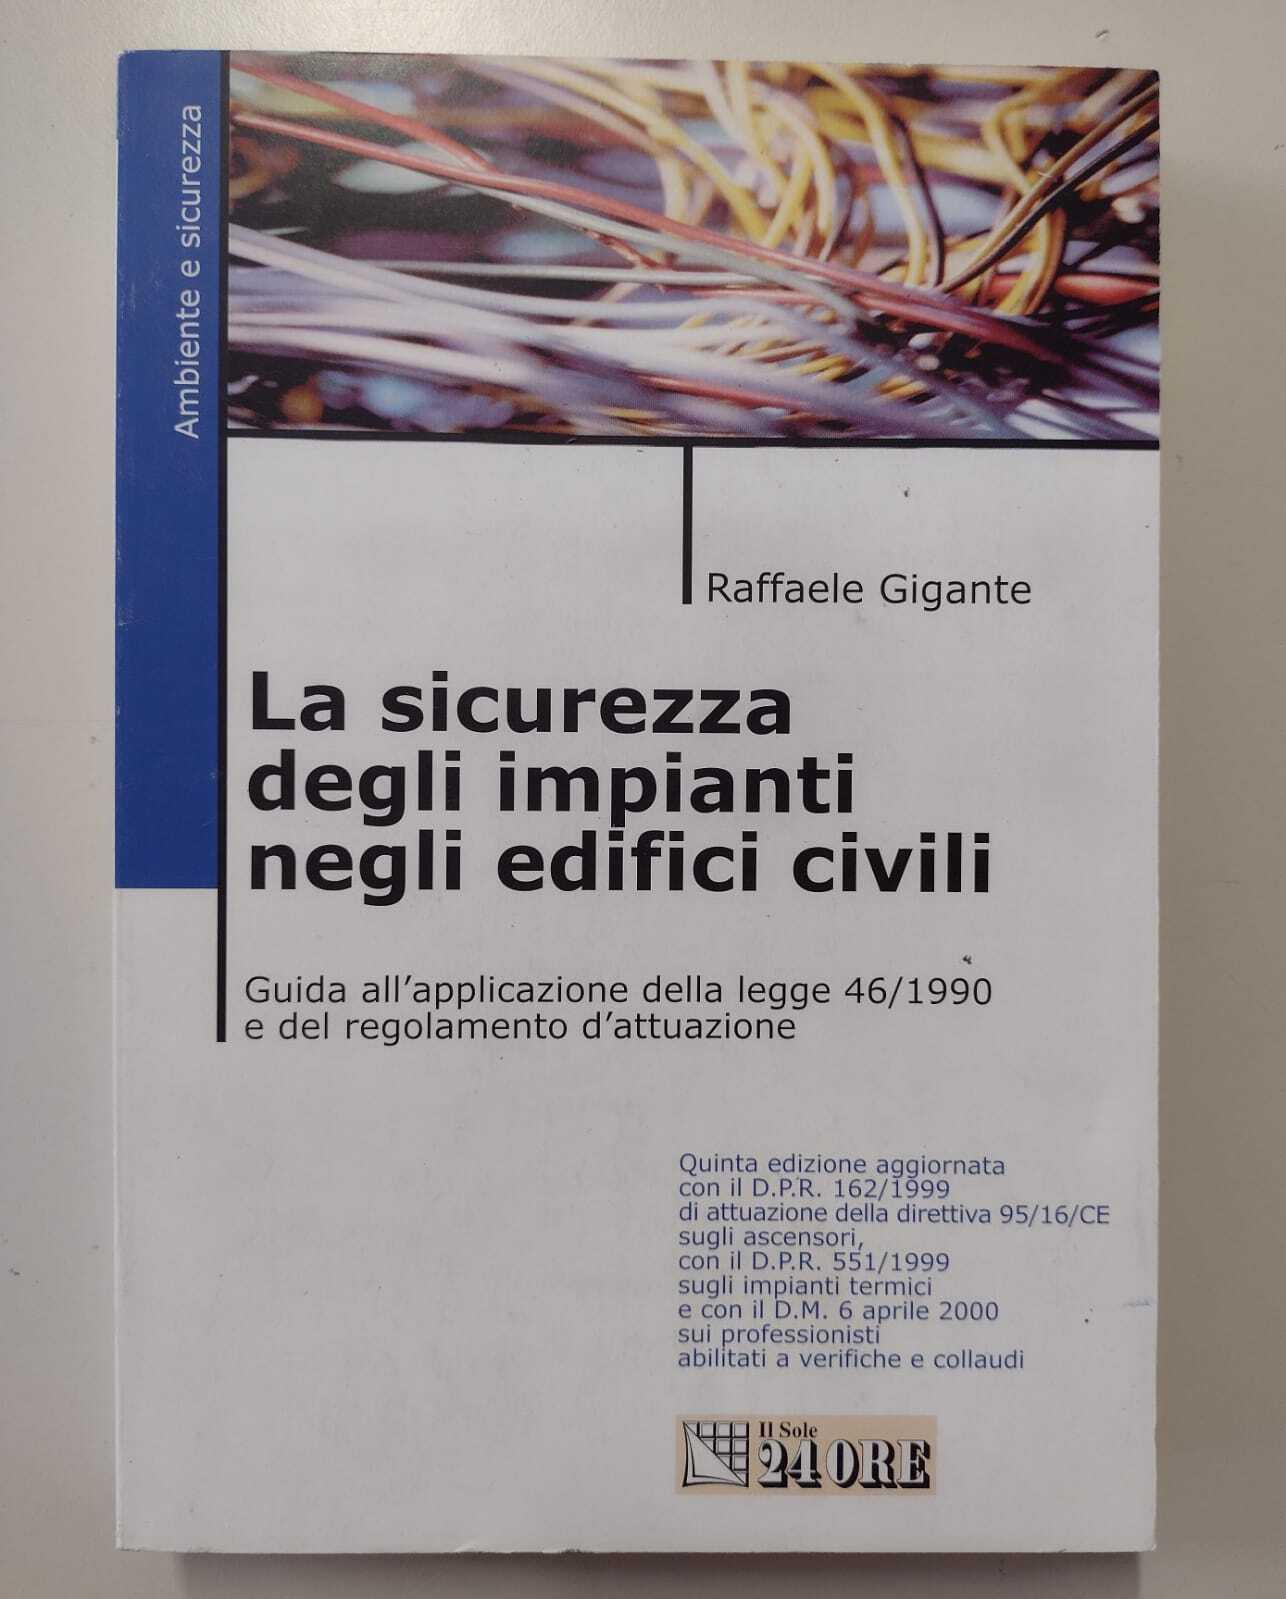 Ambiente e sicurezza
Raffaele Gigante
La sicurezza
degli impianti
negli edifici civili
Guida all'applicazione della legge 46/1990
e del regolamento d'attuazione
Quinta edizione aggiornata
con il D.P.R. 162/1999
di attuazione della direttiva 95/16/CE
sugli ascensori,
con il D.P.R. 551/1999
sugli impianti termici
e con il D.M. 6 aprile 2000
sui professionisti
abilitati a verifiche e collaudi
Il Sole
24 ORE